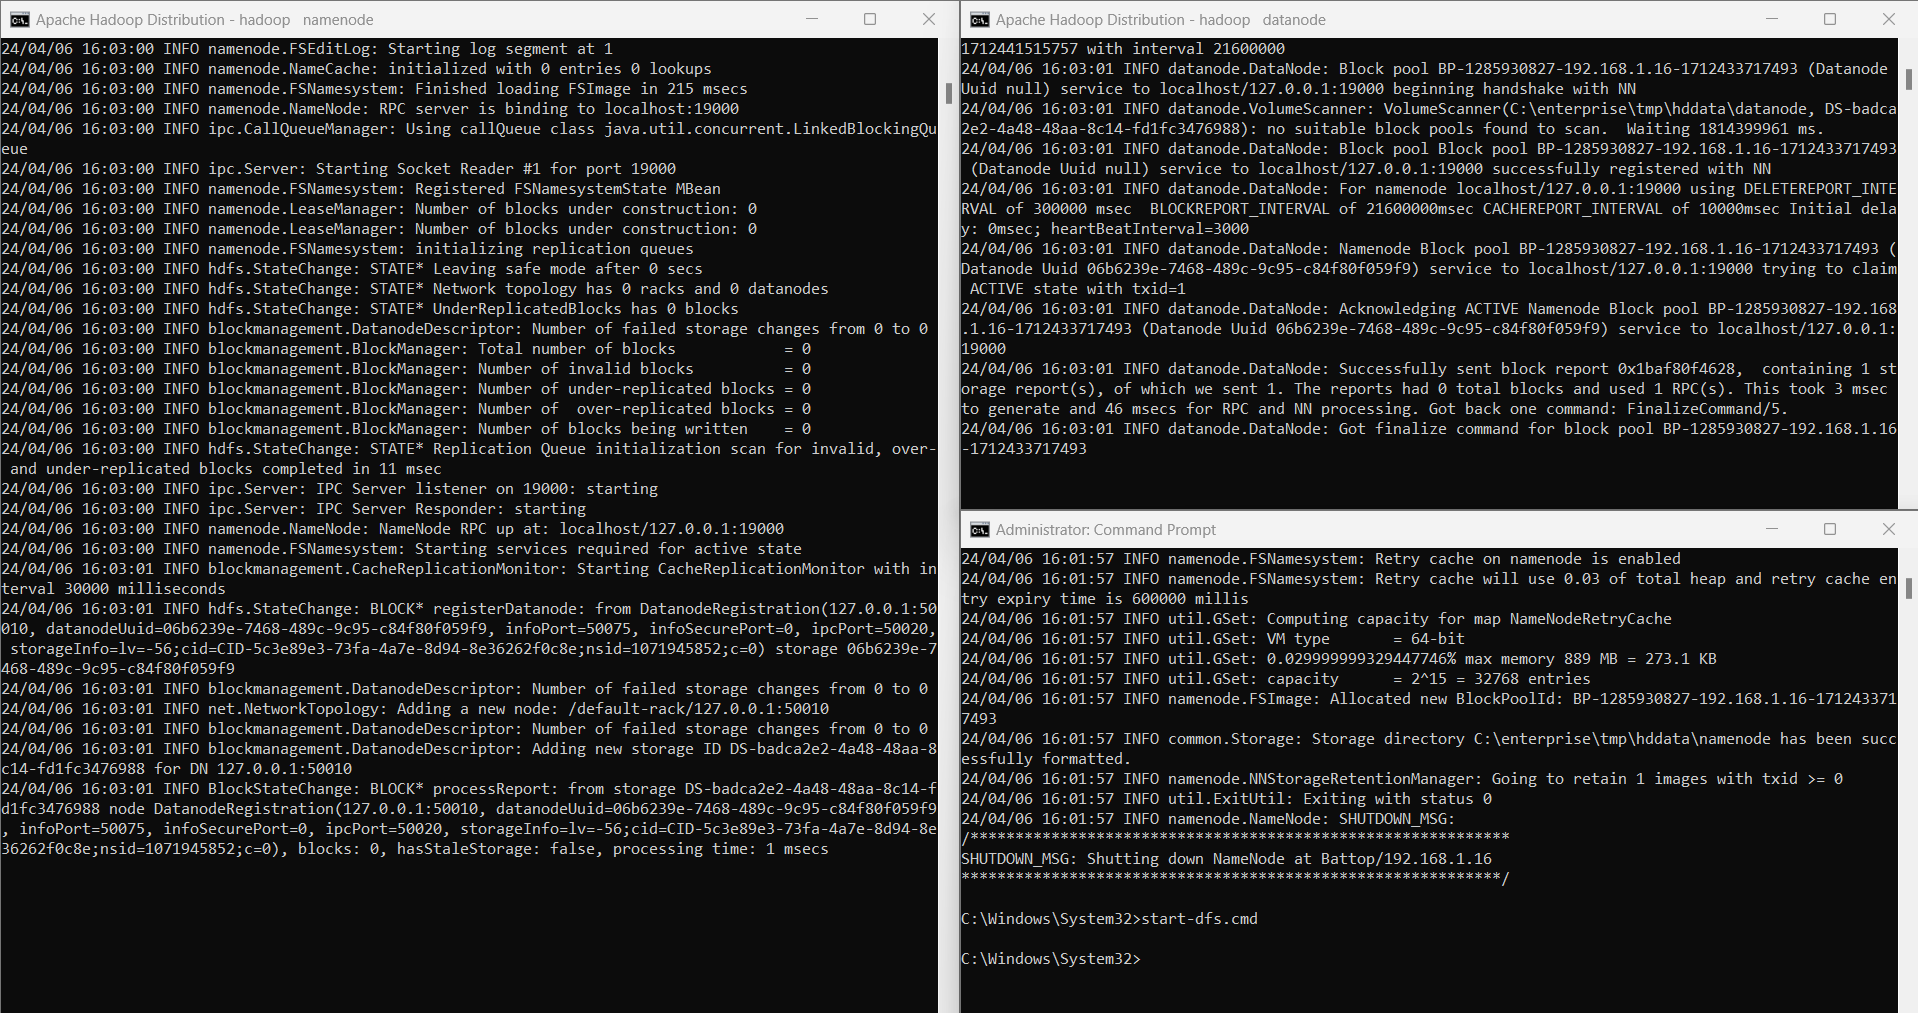 Apache Hadoop Distribution - hadoop   namenode
24/04/06 16:03:00 INFO namenode.FSEditLog: Starting log segment at 1
24/04/06 16:03:00 INFO namenode.NameCache: initialized with 0 entries 0 lookups
24/04/06 16:03:00 INFO namenode.FSNamesystem: Finished loading FSImage in 215 msecs
24/04/06 16:03:00 INFO namenode.NameNode: RPC server is binding to localhost:19000
24/04/06 16:03:00 INFO ipc.CallQueueManager: Using callQueue class java.util.concurrent.LinkedBlockingQu
eue
24/04/06 16:03:00 INFO ipc.Server: Starting Socket Reader #1 for port 19000
24/04/06 16:03:00 INFO namenode.FSNamesystem: Registered FSNamesystemState MBean
24/04/06 16:03:00 INFO namenode.LeaseManager: Number of blocks under construction: 0
24/04/06 16:03:00 INFO namenode.LeaseManager: Number of blocks under construction: 0
24/04/06 16:03:00 INFO namenode.FSNamesystem: initializing replication queues
24/04/06 16:03:00 INFO hdfs.StateChange: STATE* Leaving safe mode after 0 secs
24/04/06 16:03:00 INFO hdfs.StateChange: STATE* Network topology has 0 racks and 0 datanodes
24/04/06 16:03:00 INFO hdfs.StateChange: STATE* UnderReplicatedBlocks has 0 blocks
24/04/06 16:03:00 INFO blockmanagement.DatanodeDescriptor: Number of failed storage changes from 0 to 0
24/04/06 16:03:00 INFO blockmanagement.BlockManager: Total number of blocks            = 0
24/04/06 16:03:00 INFO blockmanagement.BlockManager: Number of invalid blocks          = 0
24/04/06 16:03:00 INFO blockmanagement.BlockManager: Number of under-replicated blocks = 0
24/04/06 16:03:00 INFO blockmanagement.BlockManager: Number of  over-replicated blocks = 0
24/04/06 16:03:00 INFO blockmanagement.BlockManager: Number of blocks being written    = 0
24/04/06 16:03:00 INFO hdfs.StateChange: STATE* Replication Queue initialization scan for invalid, over-
 and under-replicated blocks completed in 11 msec
24/04/06 16:03:00 INFO ipc.Server: IPC Server listener on 19000: starting
24/04/06 16:03:00 INFO ipc.Server: IPC Server Responder: starting
24/04/06 16:03:00 INFO namenode.NameNode: NameNode RPC up at: localhost/127.0.0.1:19000
24/04/06 16:03:00 INFO namenode.FSNamesystem: Starting services required for active state
24/04/06 16:03:01 INFO blockmanagement.CacheReplicationMonitor: Starting CacheReplicationMonitor with in
terval 30000 milliseconds
24/04/06 16:03:01 INFO hdfs.StateChange: BLOCK* registerDatanode: from DatanodeRegistration(127.0.0.1:50
010, datanodeUuid=06b6239e-7468-489c-9c95-c84f80f059f9, infoPort=50075, infoSecurePort=0, ipcPort=50020,
 storageInfo=lv=-56;cid=CID-5c3e89e3-73fa-4a7e-8d94-8e36262f0c8e;nsid=1071945852;c=0) storage 06b6239e-7
468-489c-9c95-c84f80f059f9
24/04/06 16:03:01 INFO blockmanagement.DatanodeDescriptor: Number of failed storage changes from 0 to 0
24/04/06 16:03:01 INFO net.NetworkTopology: Adding a new node: /default-rack/127.0.0.1:50010
24/04/06 16:03:01 INFO blockmanagement.DatanodeDescriptor: Number of failed storage changes from 0 to 0
24/04/06 16:03:01 INFO blockmanagement.DatanodeDescriptor: Adding new storage ID DS-badca2e2-4a48-48aa-8
c14-fd1fc3476988 for DN 127.0.0.1:50010
24/04/06 16:03:01 INFO BlockStateChange: BLOCK* processReport: from storage DS-badca2e2-4a48-48aa-8c14-f
d1fc3476988 node DatanodeRegistration(127.0.0.1:50010, datanodeUuid=06b6239e-7468-489c-9c95-c84f80f059f9
, infoPort=50075, infoSecurePort=0, ipcPort=50020, storageInfo=lv=-56;cid=CID-5c3e89e3-73fa-4a7e-8d94-8e
36262f0c8e;nsid=1071945852;c=0), blocks: 0, hasStaleStorage: false, processing time: 1 msecs
Apache Hadoop Distribution - hadoop   datanode
1712441515757 with interval 21600000
24/04/06 16:03:01 INFO datanode.DataNode: Block pool BP-1285930827-192.168.1.16-1712433717493 (Datanode
Uuid null) service to localhost/127.0.0.1:19000 beginning handshake with NN
24/04/06 16:03:01 INFO datanode.VolumeScanner: VolumeScanner(C:\enterprise\tmp\hddata\datanode, DS-badca
2e2-4a48-48aa-8c14-fd1fc3476988): no suitable block pools found to scan.  Waiting 1814399961 ms.
24/04/06 16:03:01 INFO datanode.DataNode: Block pool Block pool BP-1285930827-192.168.1.16-1712433717493
 (Datanode Uuid null) service to localhost/127.0.0.1:19000 successfully registered with NN
24/04/06 16:03:01 INFO datanode.DataNode: For namenode localhost/127.0.0.1:19000 using DELETEREPORT_INTE
RVAL of 300000 msec  BLOCKREPORT_INTERVAL of 21600000msec CACHEREPORT_INTERVAL of 10000msec Initial dela
y: 0msec; heartBeatInterval=3000
24/04/06 16:03:01 INFO datanode.DataNode: Namenode Block pool BP-1285930827-192.168.1.16-1712433717493 (
Datanode Uuid 06b6239e-7468-489c-9c95-c84f80f059f9) service to localhost/127.0.0.1:19000 trying to claim
 ACTIVE state with txid=1
24/04/06 16:03:01 INFO datanode.DataNode: Acknowledging ACTIVE Namenode Block pool BP-1285930827-192.168
.1.16-1712433717493 (Datanode Uuid 06b6239e-7468-489c-9c95-c84f80f059f9) service to localhost/127.0.0.1:
19000
24/04/06 16:03:01 INFO datanode.DataNode: Successfully sent block report 0x1baf80f4628,  containing 1 st
orage report(s), of which we sent 1. The reports had 0 total blocks and used 1 RPC(s). This took 3 msec
to generate and 46 msecs for RPC and NN processing. Got back one command: FinalizeCommand/5.
24/04/06 16:03:01 INFO datanode.DataNode: Got finalize command for block pool BP-1285930827-192.168.1.16
-1712433717493
Administrator: Command Prompt
24/04/06 16:01:57 INFO namenode.FSNamesystem: Retry cache on namenode is enabled
24/04/06 16:01:57 INFO namenode.FSNamesystem: Retry cache will use 0.03 of total heap and retry cache en
try expiry time is 600000 millis
24/04/06 16:01:57 INFO util.GSet: Computing capacity for map NameNodeRetryCache
24/04/06 16:01:57 INFO util.GSet: VM type       = 64-bit
24/04/06 16:01:57 INFO util.GSet: 0.029999999329447746% max memory 889 MB = 273.1 KB
24/04/06 16:01:57 INFO util.GSet: capacity      = 2^15 = 32768 entries
24/04/06 16:01:57 INFO namenode.FSImage: Allocated new BlockPoolId: BP-1285930827-192.168.1.16-171243371
7493
24/04/06 16:01:57 INFO common.Storage: Storage directory C:\enterprise\tmp\hddata\namenode has been succ
essfully formatted.
24/04/06 16:01:57 INFO namenode.NNStorageRetentionManager: Going to retain 1 images with txid >= 0
24/04/06 16:01:57 INFO util.ExitUtil: Exiting with status 0
24/04/06 16:01:57 INFO namenode.NameNode: SHUTDOWN_MSG:
/************************************************************
SHUTDOWN_MSG: Shutting down NameNode at Battop/192.168.1.16
************************************************************/
C:\Windows\System32>start-dfs.cmd
C:\Windows\System32>